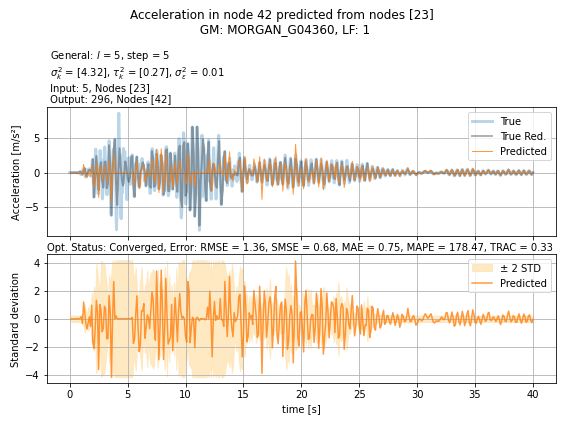 Acceleration in node 42 predicted from nodes [23]
GM: MORGAN_G04360, LF: 1
General: l = 5, step = 5
σ²ₖ = [4.32], τ²ₖ = [0.27], σ²ε = 0.01
Input: 5, Nodes [23]
Output: 296, Nodes [42]
True
True Red.
Predicted
Acceleration [m/s²]
5
0
−5
Opt. Status: Converged, Error: RMSE = 1.36, SMSE = 0.68, MAE = 0.75, MAPE = 178.47, TRAC = 0.33
± 2 STD
Predicted
Standard deviation
4
2
0
−2
−4
0 5 10 15 20 25 30 35 40
time [s]